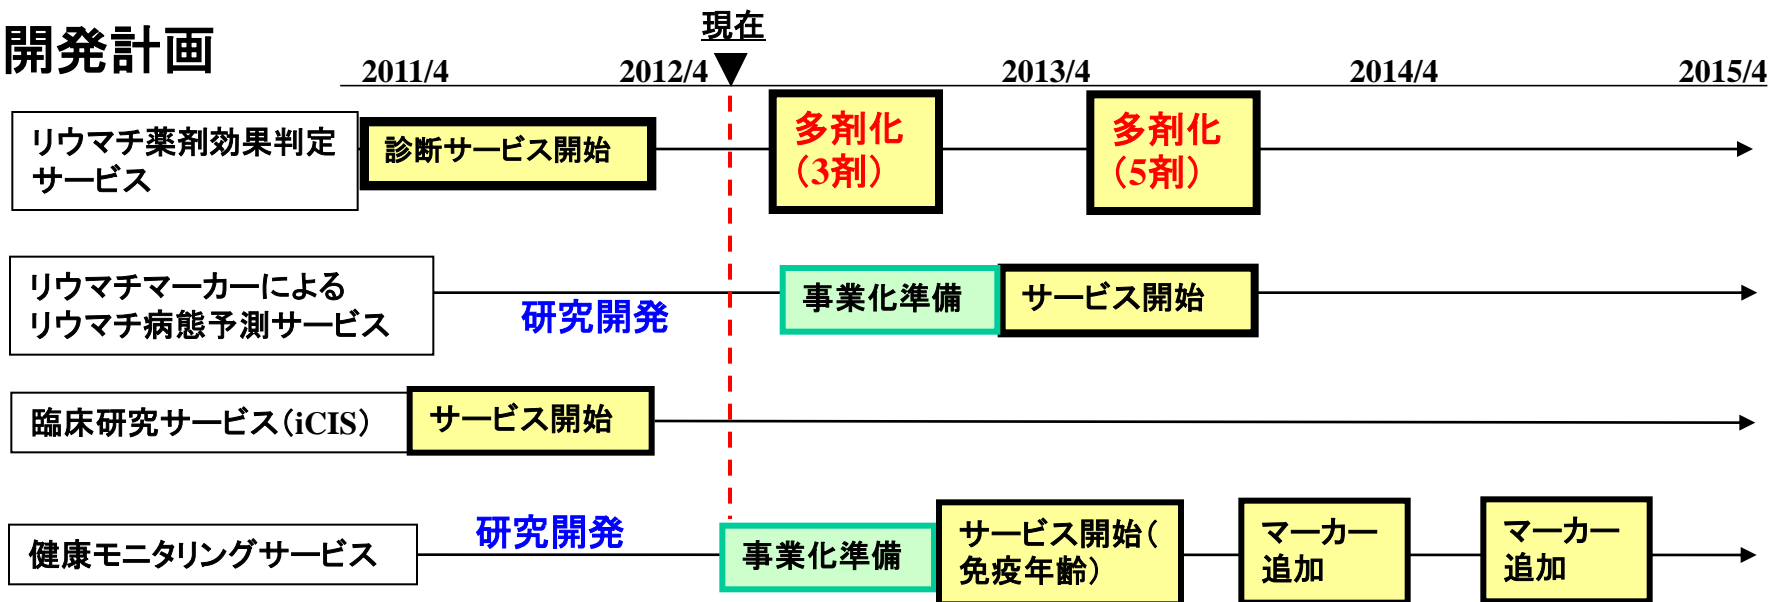 開発計画
現在
2011/4 2012/4 2013/4 2014/4 2015/4
リウマチ薬剤効果判定
サービス
診断サービス開始
多剤化
（3剤）
多剤化
（5剤）
リウマチマーカーによる
リウマチ病態予測サービス
研究開発
事業化準備
サービス開始
臨床研究サービス（iCIS）
サービス開始
健康モニタリングサービス
研究開発
事業化準備
サービス開始（
免疫年齢）
マーカー
追加
マーカー
追加